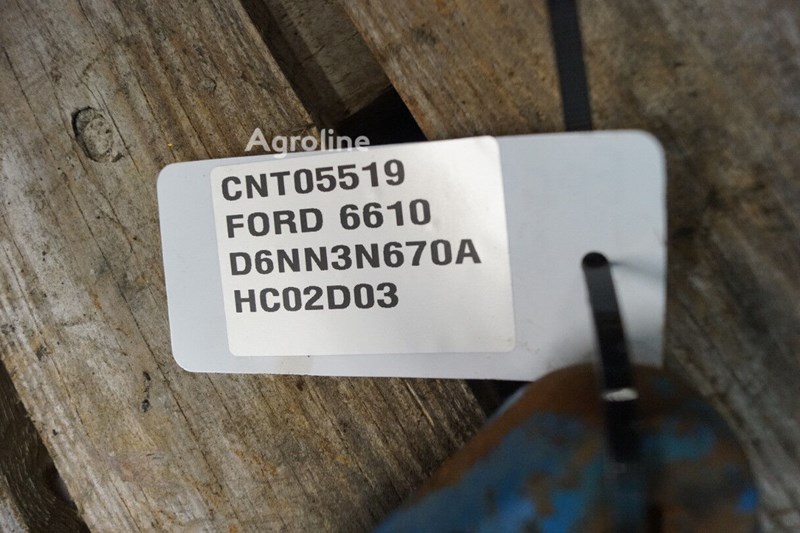 Agroline
CNT05519
FORD 6610
D6NN3N670A
HC02D03